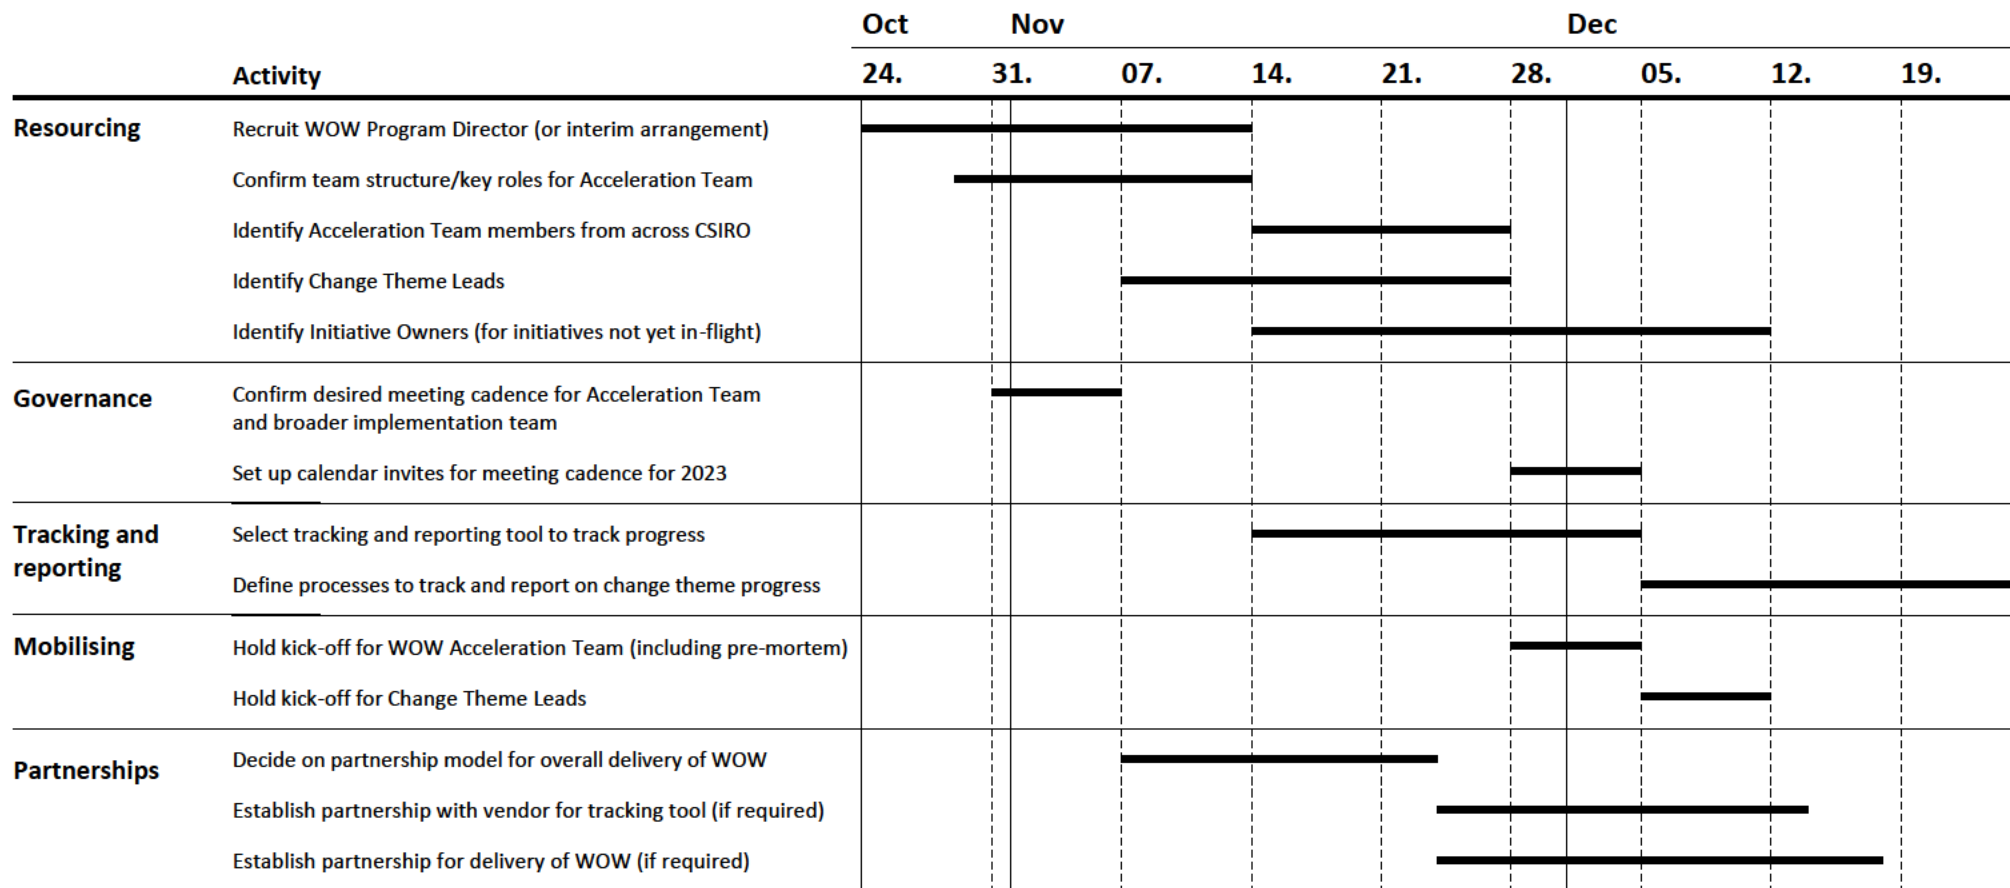 Oct Nov Dec
Activity 24. 31. 07. 14. 21. 28. 05. 12. 19.
Resourcing Recruit WOW Program Director (or interim arrangement)
Confirm team structure/key roles for Acceleration Team
Identify Acceleration Team members from across CSIRO
Identify Change Theme Leads
Identify Initiative Owners (for initiatives not yet in-flight)
Governance Confirm desired meeting cadence for Acceleration Team
and broader implementation team
Set up calendar invites for meeting cadence for 2023
Tracking and Select tracking and reporting tool to track progress
reporting Define processes to track and report on change theme progress
Mobilising Hold kick-off for WOW Acceleration Team (including pre-mortem)
Hold kick-off for Change Theme Leads
Partnerships Decide on partnership model for overall delivery of WOW
Establish partnership with vendor for tracking tool (if required)
Establish partnership for delivery of WOW (if required)